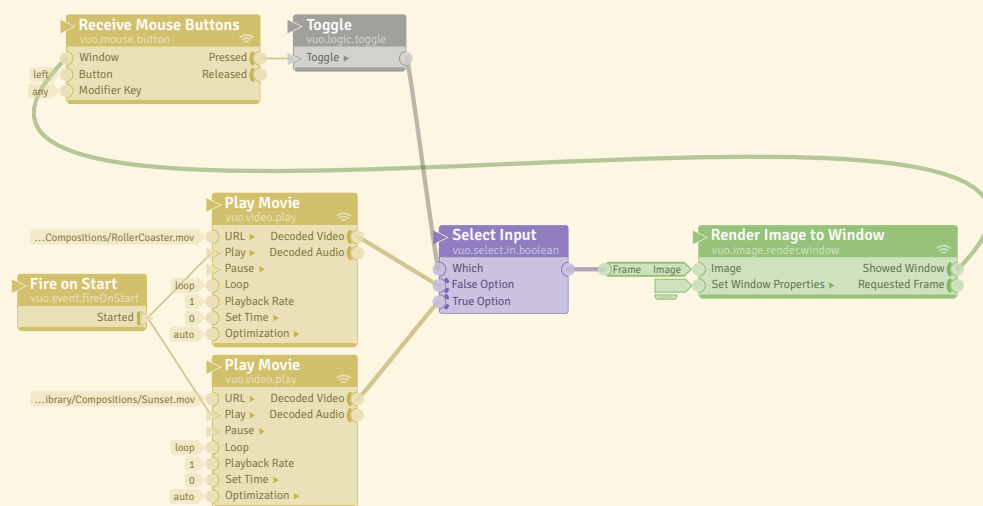 Receive Mouse Buttons
vuo.mouse.button
Window Pressed
left Button Released
any Modifier Key
Toggle
vuo.logic.toggle
Toggle
Play Movie
vuo.video.play
...Compositions/RollerCoaster.mov URL Decoded Video
Play Decoded Audio
Pause
loop Loop
1 Playback Rate
0 Set Time
auto Optimization
Fire on Start
vuo.event.fireOnStart
Started
Select Input
vuo.select.in.boolean
Which
False Option
True Option
Frame Image
Render Image to Window
vuo.image.render.window
Image Showed Window
Set Window Properties Requested Frame
Play Movie
vuo.video.play
...ibrary/Compositions/Sunset.mov URL Decoded Video
Play Decoded Audio
Pause
loop Loop
1 Playback Rate
0 Set Time
auto Optimization